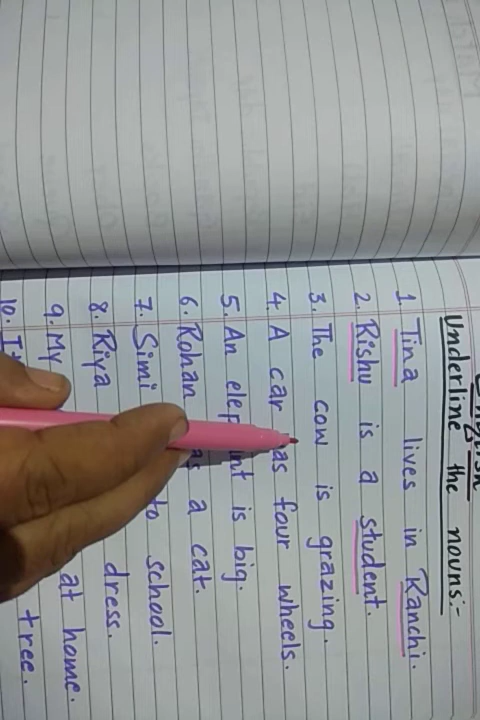 English
Underline the nouns:-
1. Tina lives in Ranchi.
2. Rishu is a student.
3. The cow is grazing.
4. A car has four wheels.
5. An elephant is big.
6. Rohan has a cat.
7. Simi to school.
8. Riya dress.
9. My at home.
10. tree.